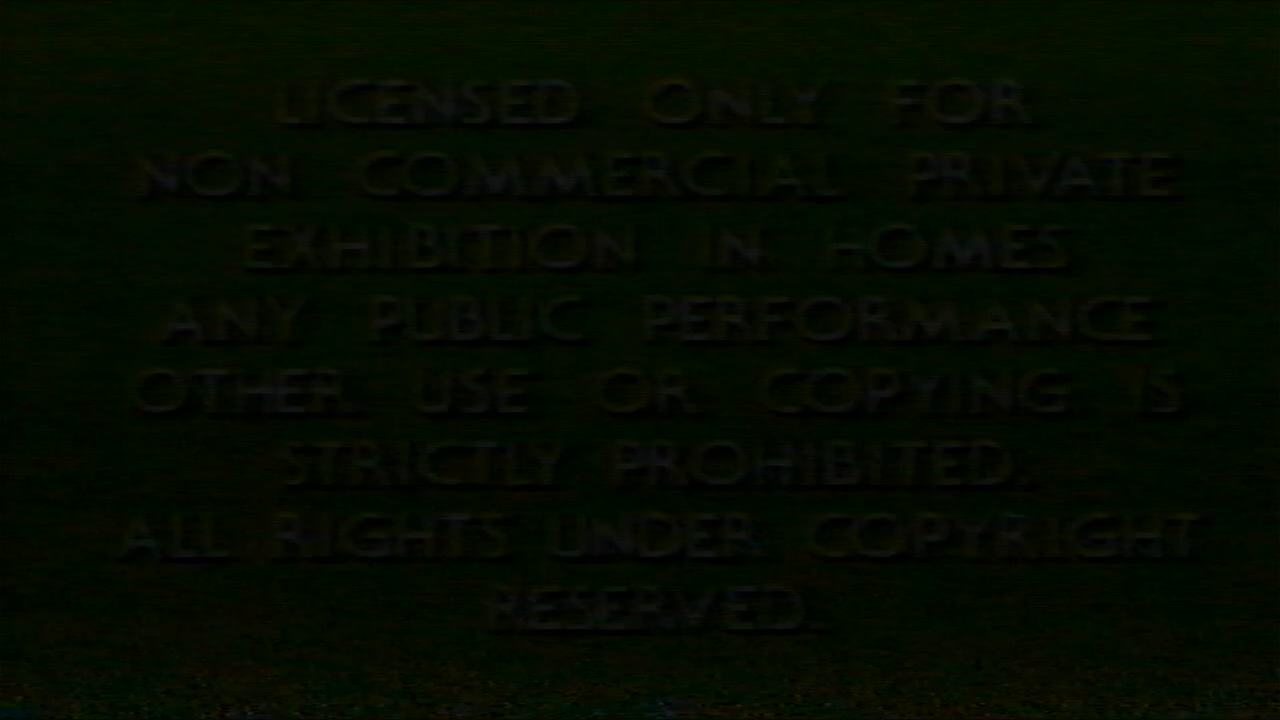 LICENSED ONLY FOR
NON COMMERCIAL PRIVATE
EXHIBITION IN HOMES
ANY PUBLIC PERFORMANCE
OTHER USE OR COPYING IS
STRICTLY PROHIBITED.
ALL RIGHTS UNDER COPYRIGHT
RESERVED.